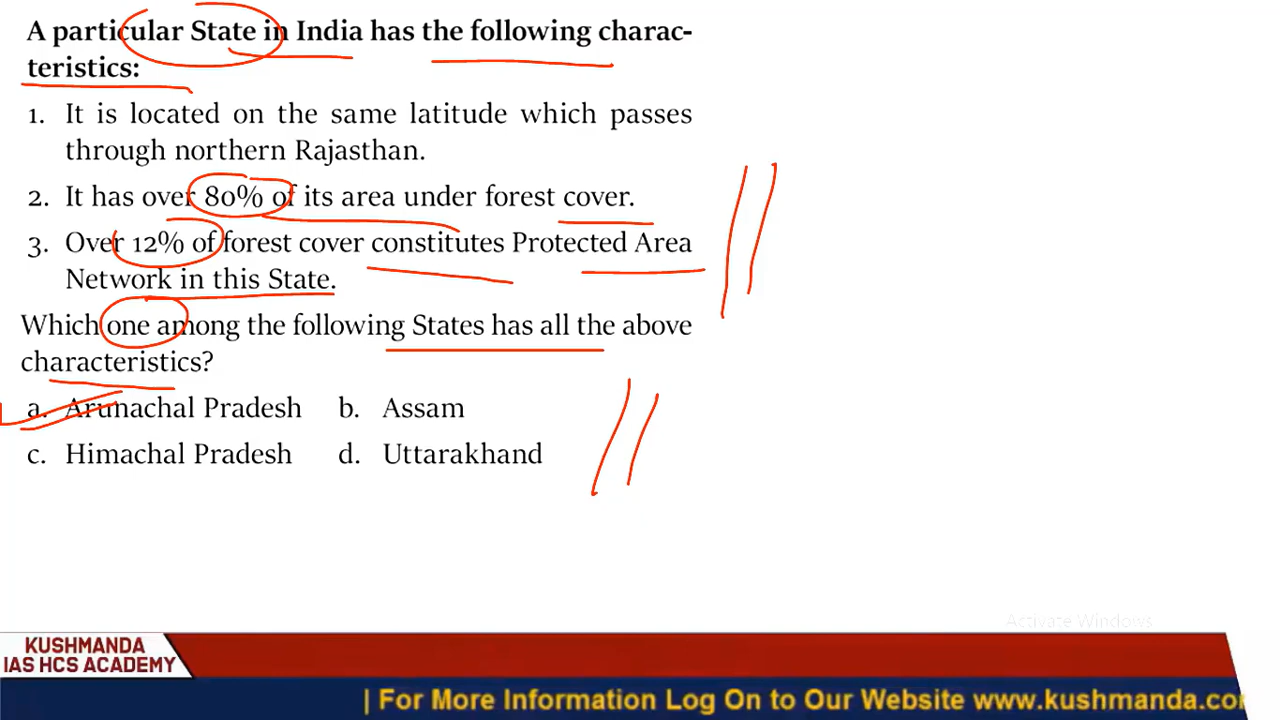 A particular State in India has the following charac-
teristics:
1. It is located on the same latitude which passes
through northern Rajasthan.
2. It has over 80% of its area under forest cover.
3. Over 12% of forest cover constitutes Protected Area
Network in this State.
Which one among the following States has all the above
characteristics?
a. Arunachal Pradesh b. Assam
c. Himachal Pradesh d. Uttarakhand
Activate Windows
KUSHMANDA
IAS HCS ACADEMY
| For More Information Log On to Our Website www.kushmanda.co